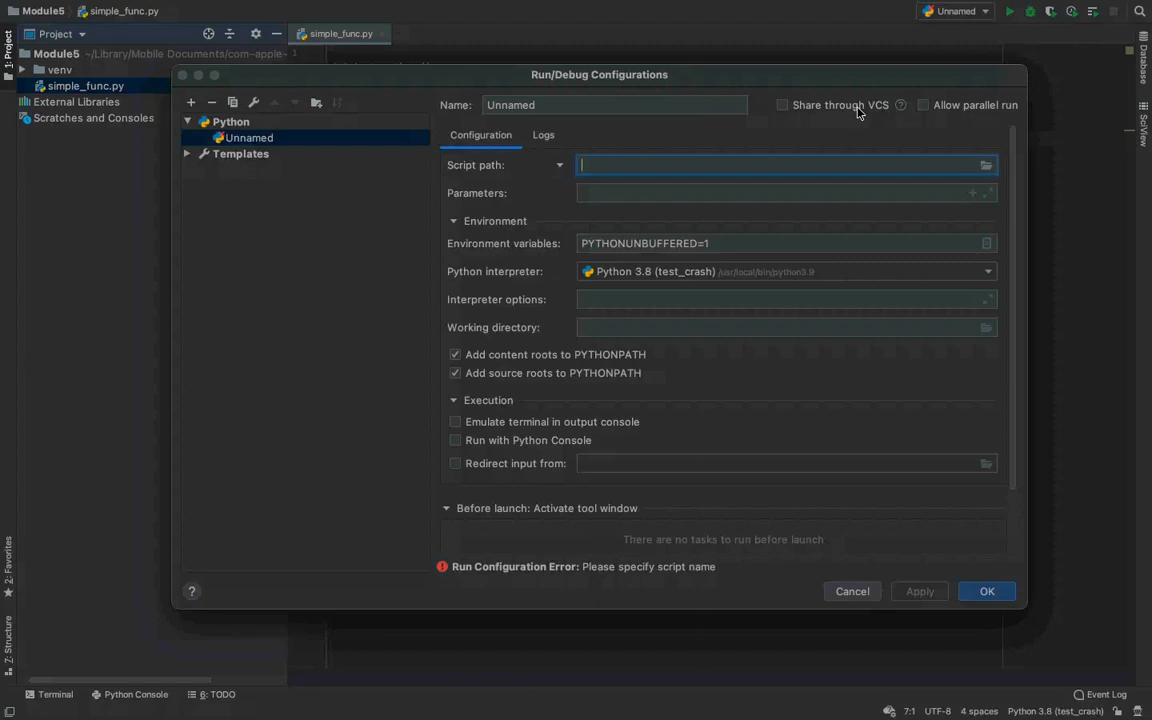 Module5 simple_func.py
Unnamed
Project
simple_func.py
1: Project
Module5 ~/Library/Mobile Documents/com~apple~
1
venv
simple_func.py
External Libraries
Scratches and Consoles
Database
SciView
Run/Debug Configurations
Python
Unnamed
Templates
Name: Unnamed
Share through VCS ?
Allow parallel run
Configuration Logs
Script path:
Parameters:
Environment
Environment variables: PYTHONUNBUFFERED=1
Python interpreter: Python 3.8 (test_crash) /usr/local/bin/python3.9
Interpreter options:
Working directory:
Add content roots to PYTHONPATH
Add source roots to PYTHONPATH
Execution
Emulate terminal in output console
Run with Python Console
Redirect input from:
Before launch: Activate tool window
There are no tasks to run before launch
Run Configuration Error: Please specify script name
?
Cancel Apply OK
2: Favorites
Z: Structure
Terminal Python Console 6: TODO
Event Log
7:1 UTF-8 4 spaces Python 3.8 (test_crash)